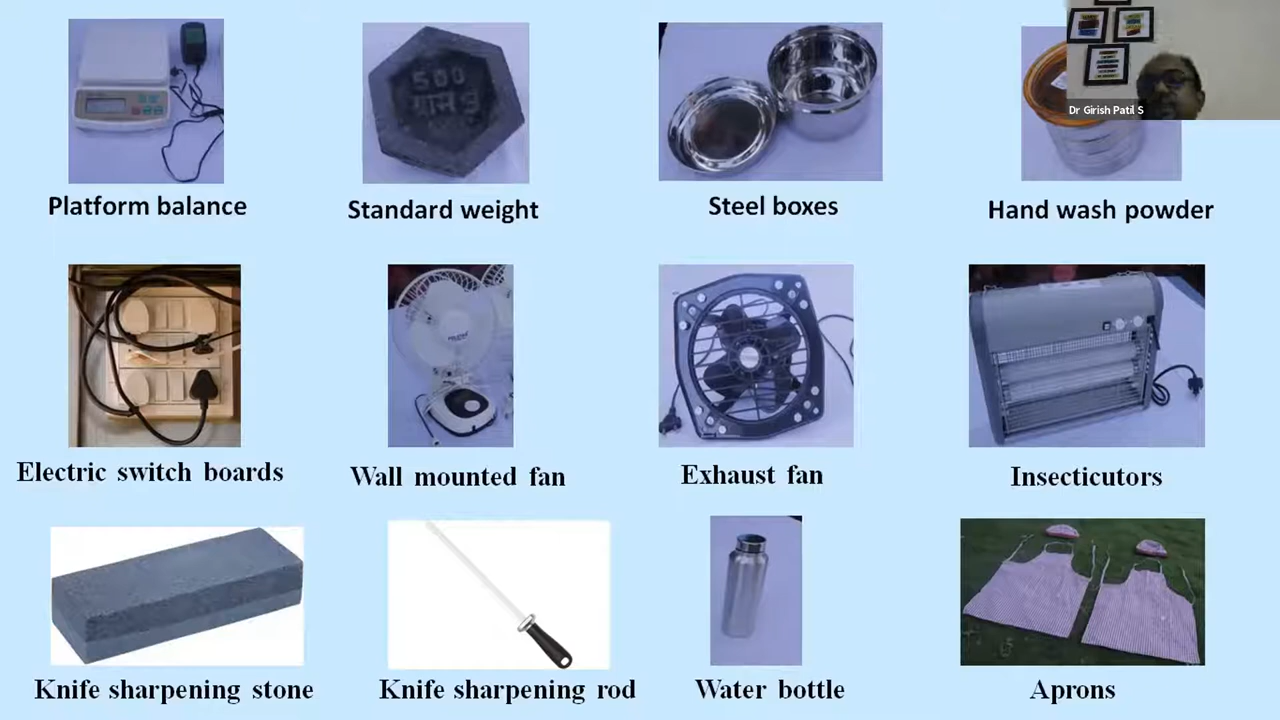 Dr Girish Patil S
500
ग्राम g
Platform balance
Standard weight
Steel boxes
Hand wash powder
Electric switch boards
Wall mounted fan
Exhaust fan
Insecticutors
Knife sharpening stone
Knife sharpening rod
Water bottle
Aprons